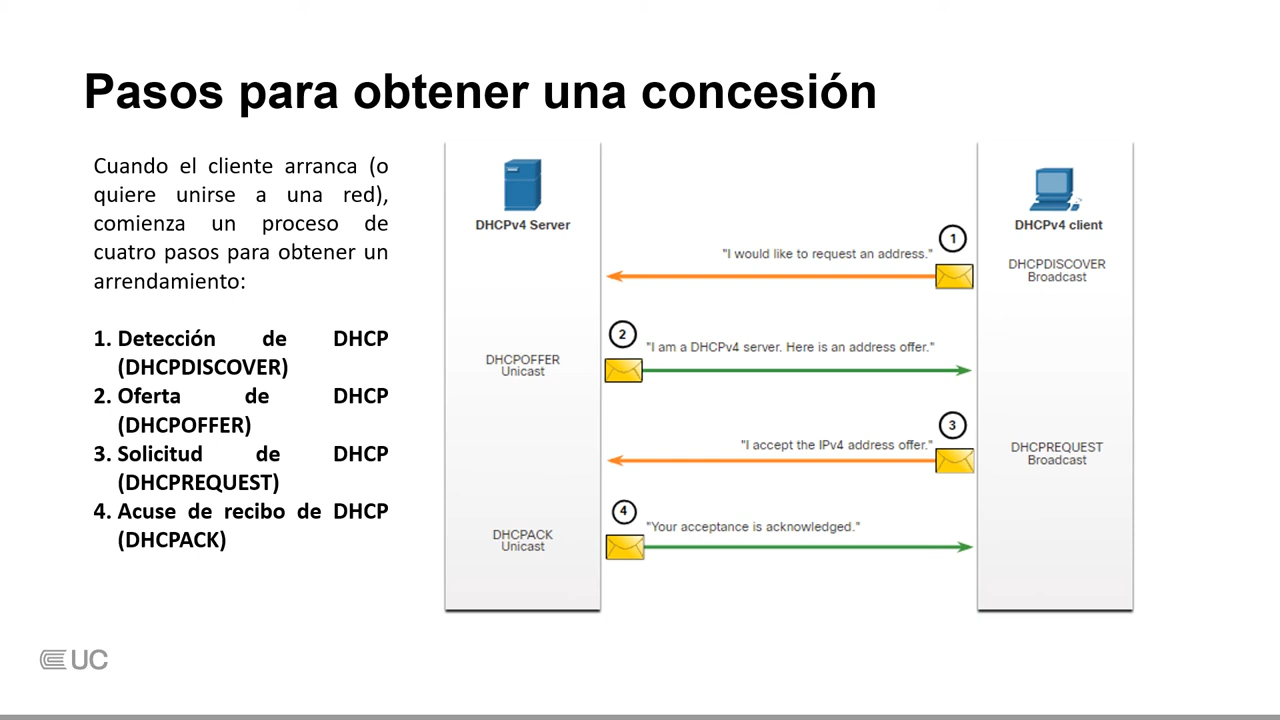 Pasos para obtener una concesión
Cuando el cliente arranca (o
quiere unirse a una red),
comienza un proceso de
cuatro pasos para obtener un
arrendamiento:
1. Detección de DHCP
(DHCPDISCOVER)
2. Oferta de DHCP
(DHCPOFFER)
3. Solicitud de DHCP
(DHCPREQUEST)
4. Acuse de recibo de DHCP
(DHCPACK)
DHCPv4 Server
DHCPv4 client
1
"I would like to request an address."
DHCPDISCOVER
Broadcast
2
"I am a DHCPv4 server. Here is an address offer."
DHCPOFFER
Unicast
3
"I accept the IPv4 address offer."
DHCPREQUEST
Broadcast
4
"Your acceptance is acknowledged."
DHCPACK
Unicast
UC